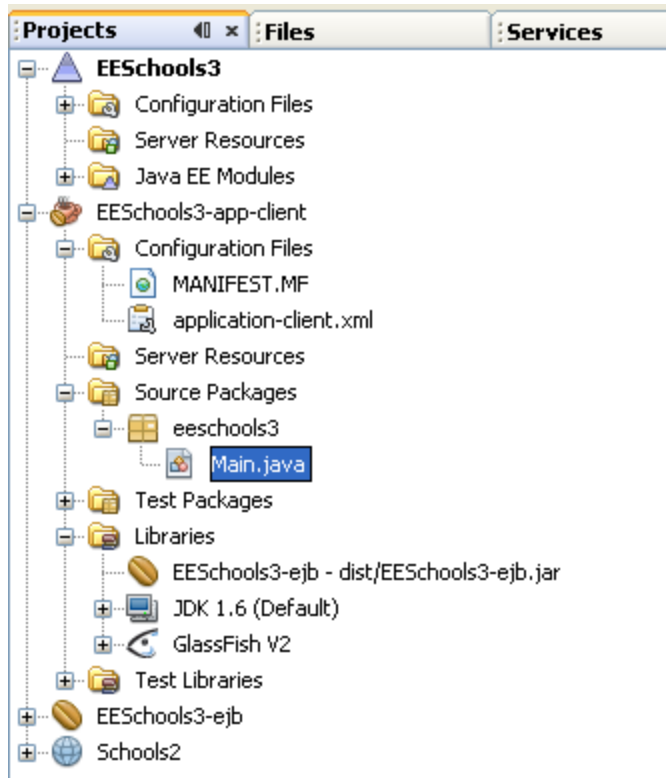 Projects Files Services
EESchools3
Configuration Files
Server Resources
Java EE Modules
EESchools3-app-client
Configuration Files
MANIFEST.MF
application-client.xml
Server Resources
Source Packages
eeschools3
Main.java
Test Packages
Libraries
EESchools3-ejb - dist/EESchools3-ejb.jar
JDK 1.6 (Default)
GlassFish V2
Test Libraries
EESchools3-ejb
Schools2